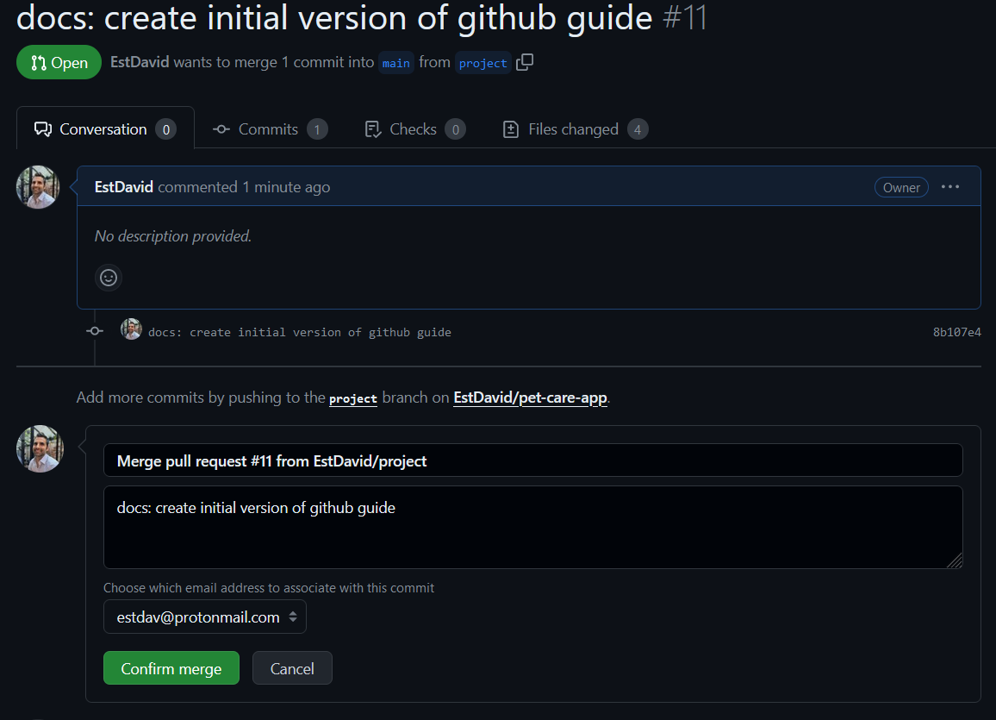 docs: create initial version of github guide #11
Open EstDavid wants to merge 1 commit into main from project
Conversation 0 Commits 1 Checks 0 Files changed 4
EstDavid commented 1 minute ago Owner
No description provided.
docs: create initial version of github guide 8b107e4
Add more commits by pushing to the project branch on EstDavid/pet-care-app.
Merge pull request #11 from EstDavid/project
docs: create initial version of github guide
Choose which email address to associate with this commit
estdav@protonmail.com
Confirm merge Cancel